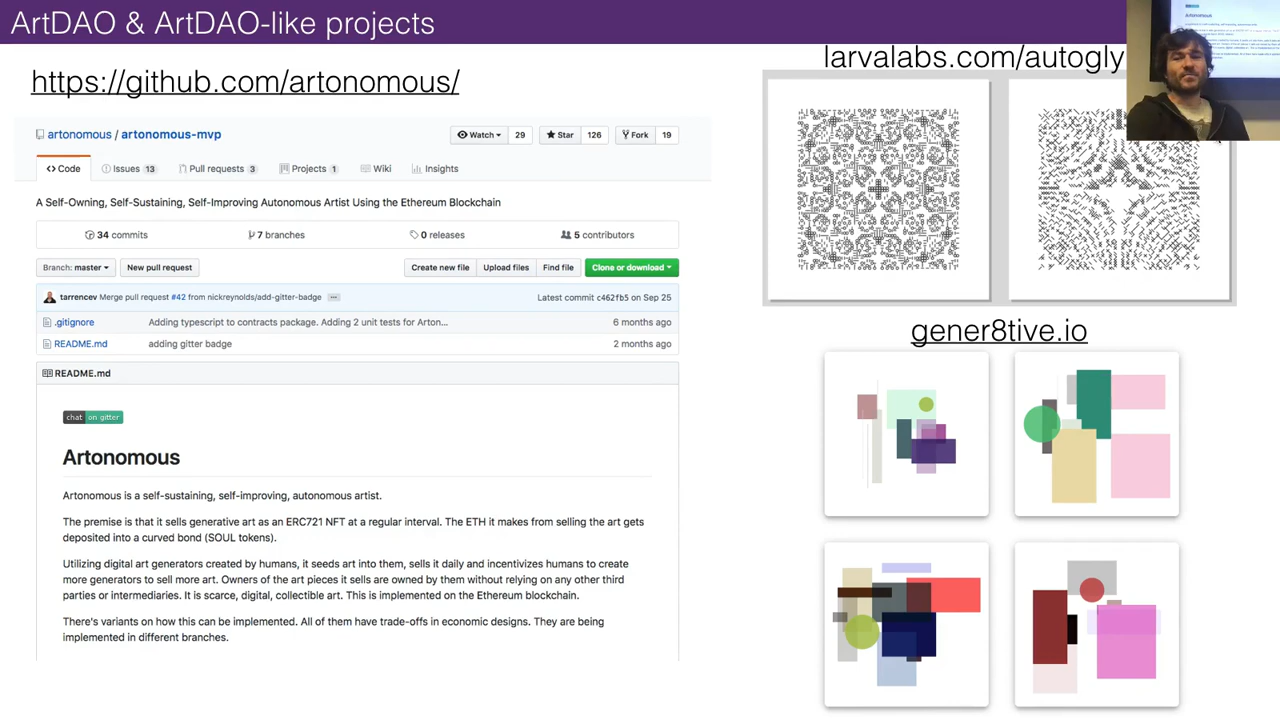 ArtDAO & ArtDAO-like projects
https://github.com/artonomous/
artonomous / artonomous-mvp
Watch 29 Star 126 Fork 19
Code Issues 13 Pull requests 3 Projects 1 Wiki Insights
A Self-Owning, Self-Sustaining, Self-Improving Autonomous Artist Using the Ethereum Blockchain
34 commits 7 branches 0 releases 5 contributors
Branch: master New pull request Create new file Upload files Find file Clone or download
tarrencev Merge pull request #42 from nickreynolds/add-gitter-badge ... Latest commit c462fb5 on Sep 25
.gitignore Adding typescript to contracts package. Adding 2 unit tests for Arton... 6 months ago
README.md adding gitter badge 2 months ago
README.md
chat on gitter
Artonomous
Artonomous is a self-sustaining, self-improving, autonomous artist.
The premise is that it sells generative art as an ERC721 NFT at a regular interval. The ETH it makes from selling the art gets
deposited into a curved bond (SOUL tokens).
Utilizing digital art generators created by humans, it seeds art into them, sells it daily and incentivizes humans to create
more generators to sell more art. Owners of the art pieces it sells are owned by them without relying on any other third
parties or intermediaries. It is scarce, digital, collectible art. This is implemented on the Ethereum blockchain.
There's variants on how this can be implemented. All of them have trade-offs in economic designs. They are being
implemented in different branches.
larvalabs.com/autogly
gener8tive.io